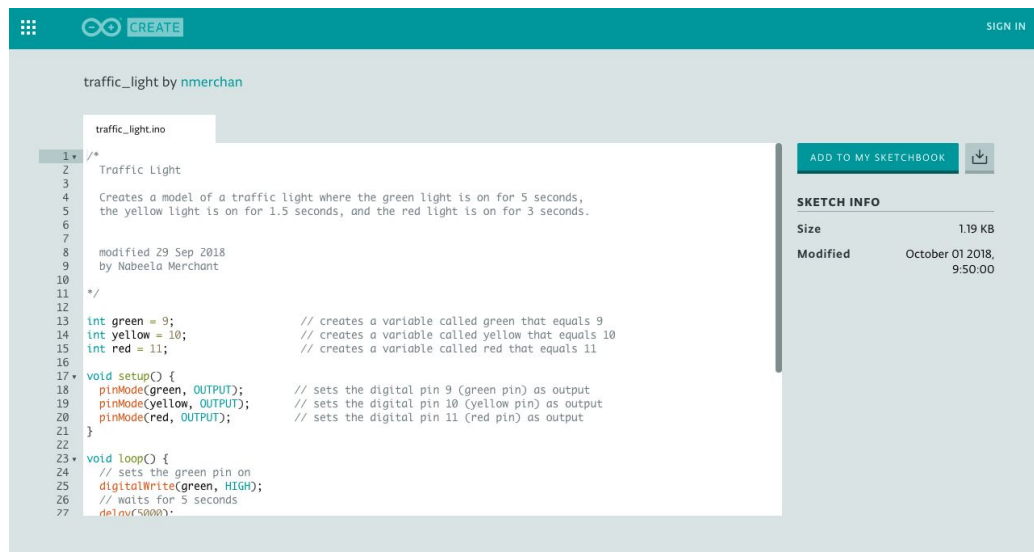 CREATE
SIGN IN
traffic_light by nmerchan
traffic_light.ino
1 /*
2 Traffic Light
3
4 Creates a model of a traffic light where the green light is on for 5 seconds,
5 the yellow light is on for 1.5 seconds, and the red light is on for 3 seconds.
6
7
8 modified 29 Sep 2018
9 by Nabeela Merchant
10
11 */
12
13 int green = 9; // creates a variable called green that equals 9
14 int yellow = 10; // creates a variable called yellow that equals 10
15 int red = 11; // creates a variable called red that equals 11
16
17 void setup() {
18 pinMode(green, OUTPUT); // sets the digital pin 9 (green pin) as output
19 pinMode(yellow, OUTPUT); // sets the digital pin 10 (yellow pin) as output
20 pinMode(red, OUTPUT); // sets the digital pin 11 (red pin) as output
21 }
22
23 void loop() {
24 // sets the green pin on
25 digitalWrite(green, HIGH);
26 // waits for 5 seconds
27 delay(5000);
ADD TO MY SKETCHBOOK
SKETCH INFO
Size 1.19 KB
Modified October 01 2018,
9:50:00